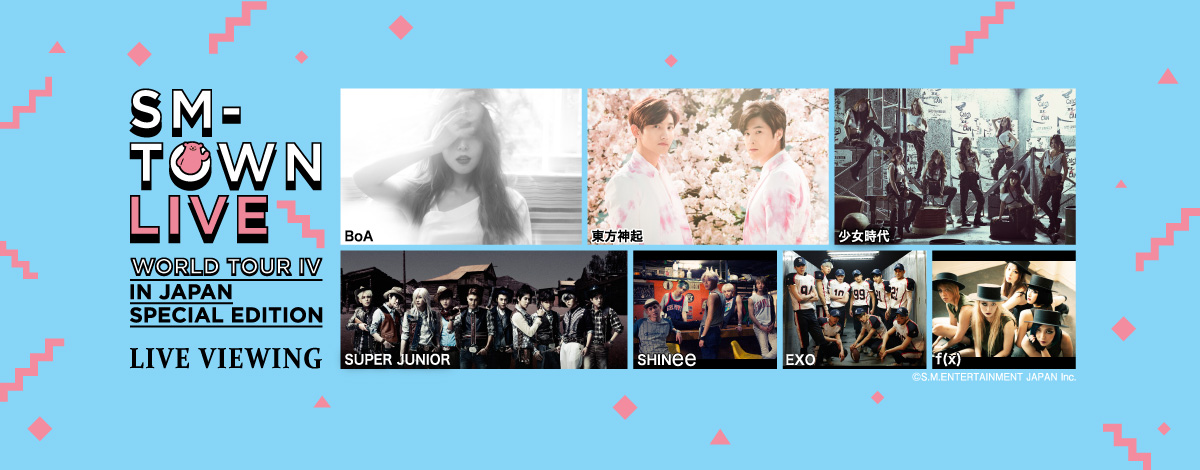 SM-
TOWN
LIVE
WORLD TOUR IV
IN JAPAN
SPECIAL EDITION
LIVE VIEWING
BoA
東方神起
少女時代
SUPER JUNIOR
SHINee
EXO
f(x)
©S.M.ENTERTAINMENT JAPAN Inc.